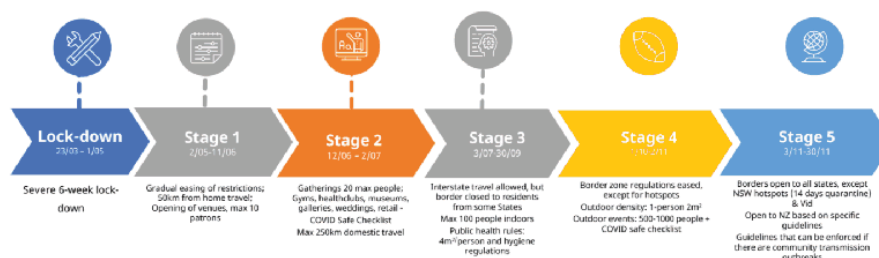 Lock-down
23/03 – 1/05
Severe 6-week lock-
down
Stage 1
2/05-11/06
Gradual easing of restrictions;
50km from home travel;
Opening of venues, max 10
patrons
Stage 2
12/06 – 2/07
Gatherings 20 max people;
Gyms, healthclubs, museums,
galleries, weddings, retail -
COVID Safe Checklist
Max 250km domestic travel
Stage 3
3/07-30/09
Interstate travel allowed, but
border closed to residents
from some States
Max 100 people indoors
Public health rules:
4m²/person and hygiene
regulations
Stage 4
Border zone regulations eased,
except for hotspots
Outdoor density: 1-person 2m²
Outdoor events: 500-1000 people +
COVID safe checklist
Stage 5
3/11-30/11
Borders open to all states, except
NSW hotspots (14 days quarantine)
& Vid
Open to NZ based on specific
guidelines
Guidelines that can be enforced if
there are community transmission
outbreaks